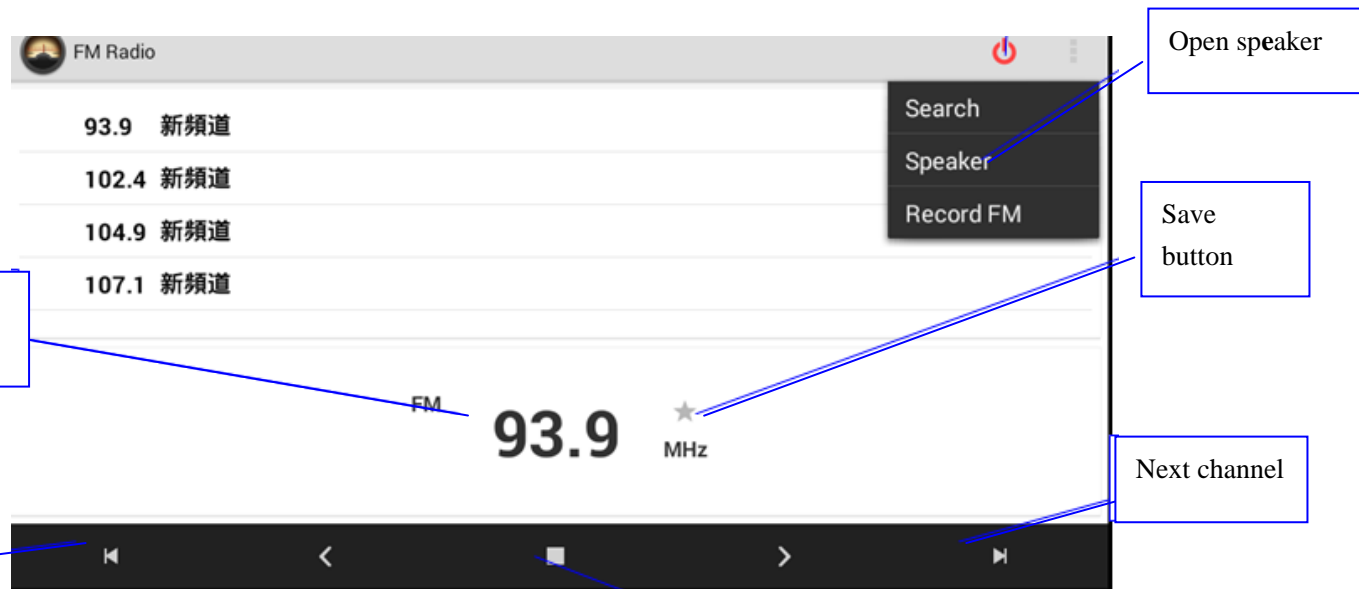 FM Radio
Open speaker
Search
93.9 新頻道
Speaker
102.4 新頻道
Record FM
Save
button
104.9 新頻道
107.1 新頻道
FM
93.9
MHz
Next channel